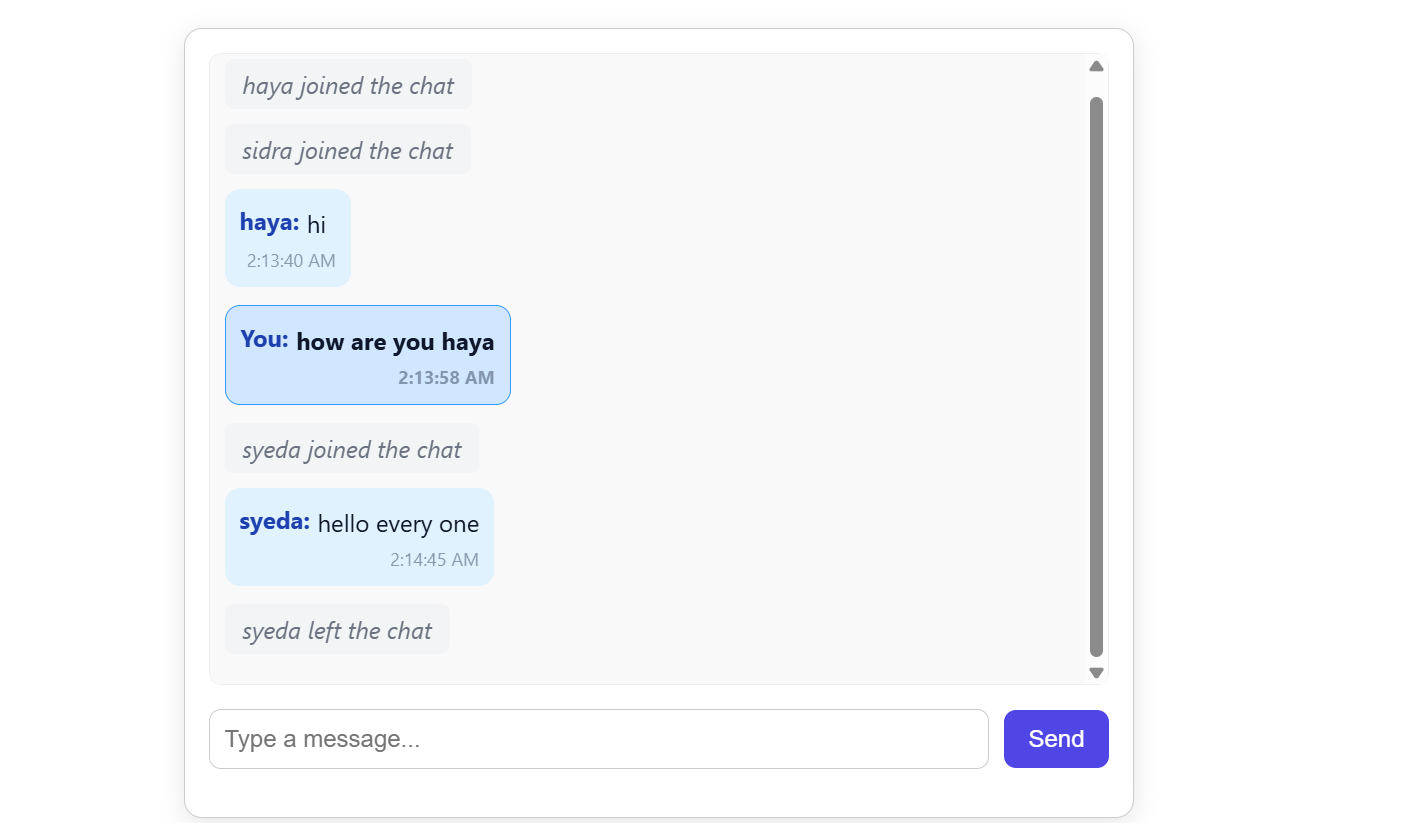 haya joined the chat
sidra joined the chat
haya: hi
2:13:40 AM
You: how are you haya
2:13:58 AM
syeda joined the chat
syeda: hello every one
2:14:45 AM
syeda left the chat
Type a message...
Send